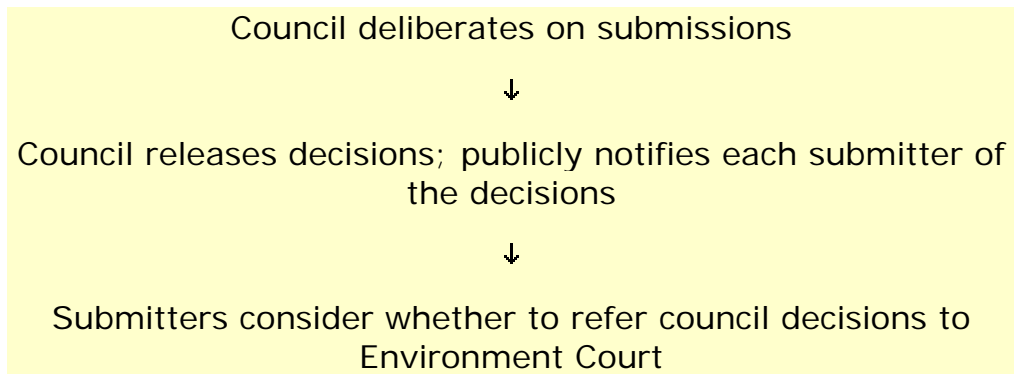 Council deliberates on submissions
↓
Council releases decisions; publicly notifies each submitter of
the decisions
↓
Submitters consider whether to refer council decisions to
Environment Court